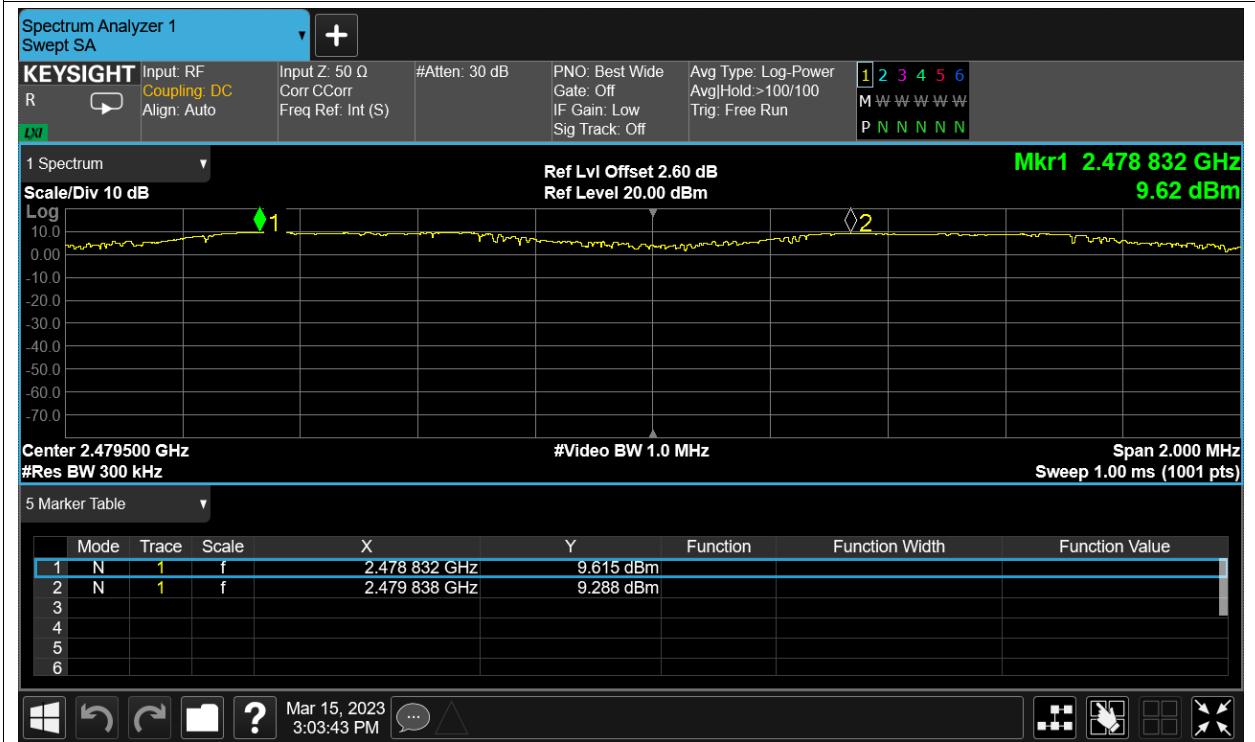 Spectrum Analyzer 1
Swept SA
KEYSIGHT
R
LXI
Input: RF
Coupling: DC
Align: Auto
Input Z: 50 Ω
Corr CCorr
Freq Ref: Int (S)
#Atten: 30 dB
PNO: Best Wide
Gate: Off
IF Gain: Low
Sig Track: Off
Avg Type: Log-Power
Avg|Hold:>100/100
Trig: Free Run
1 2 3 4 5 6
M W W W W W
P N N N N N
1 Spectrum
Scale/Div 10 dB
Ref Lvl Offset 2.60 dB
Ref Level 20.00 dBm
Mkr1 2.478 832 GHz
9.62 dBm
Log
1
2
10.0
0.00
-10.0
-20.0
-30.0
-40.0
-50.0
-60.0
-70.0
Center 2.479500 GHz
#Video BW 1.0 MHz
Span 2.000 MHz
#Res BW 300 kHz
Sweep 1.00 ms (1001 pts)
5 Marker Table
Mode Trace Scale X Y Function Function Width Function Value
1 N 1 f 2.478 832 GHz 9.615 dBm
2 N 1 f 2.479 838 GHz 9.288 dBm
3
4
5
6
?
Mar 15, 2023
3:03:43 PM